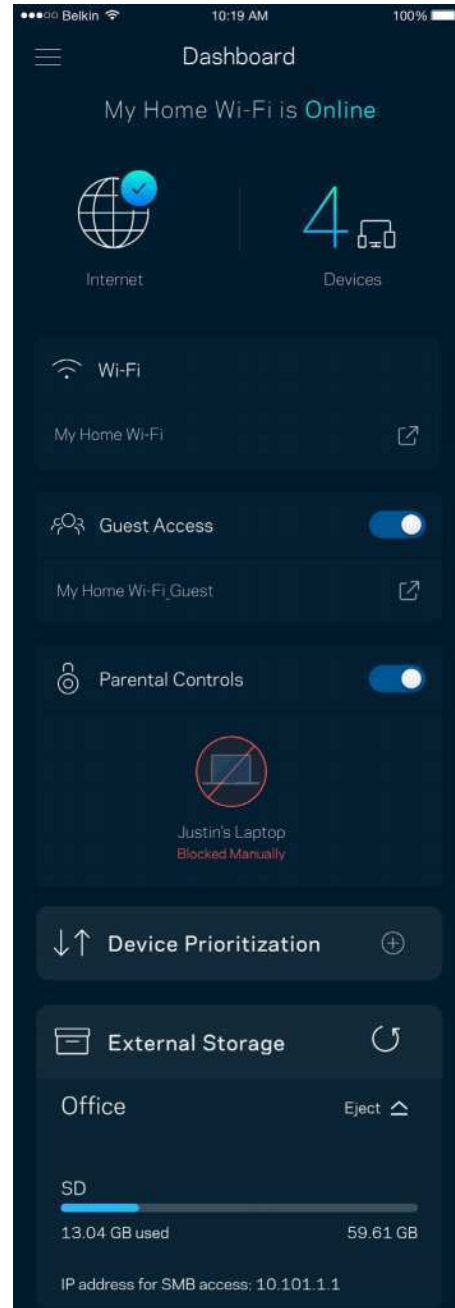 Belkin 10:19 AM 100%
Dashboard
My Home Wi-Fi is Online
4
Internet Devices
Wi-Fi
My Home Wi-Fi
Guest Access
My Home Wi-Fi_Guest
Parental Controls
Justin's Laptop
Blocked Manually
Device Prioritization
External Storage
Office Eject
SD
13.04 GB used 59.61 GB
IP address for SMB access: 10.101.1.1